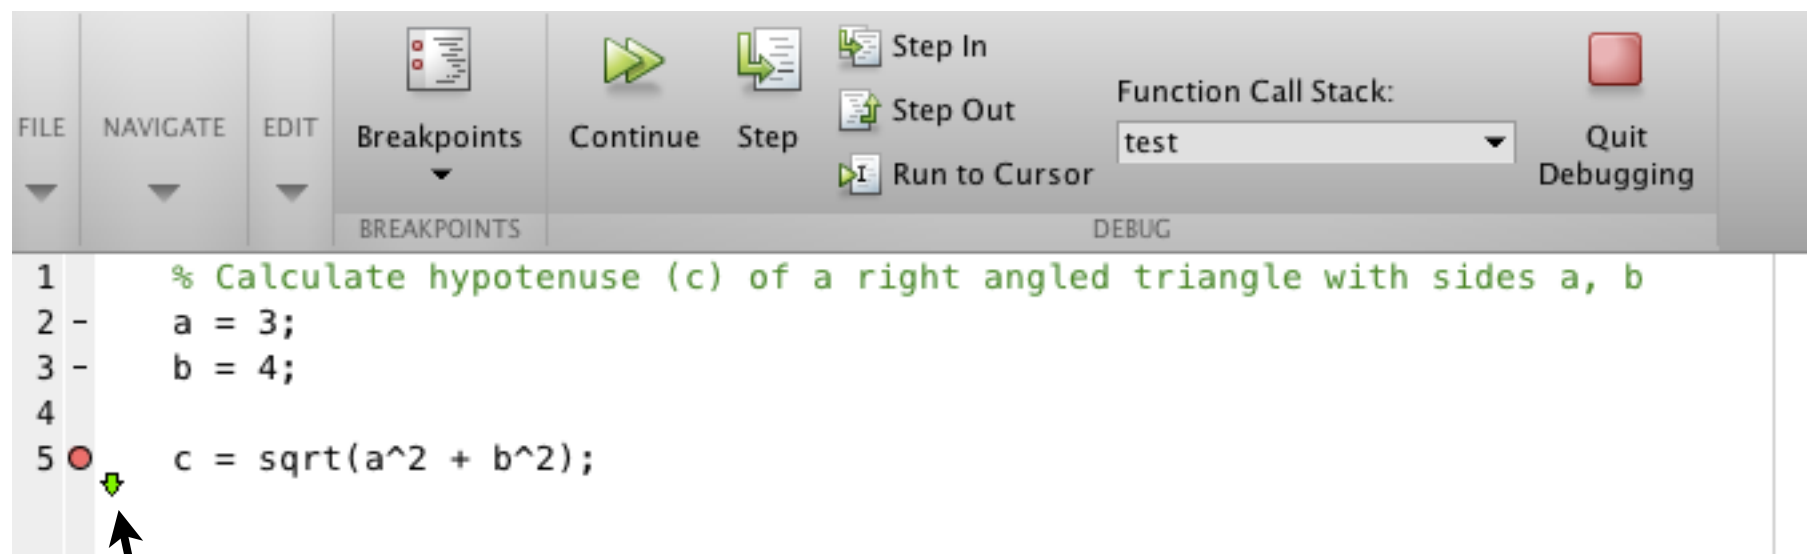 FILE
NAVIGATE
EDIT
Breakpoints
BREAKPOINTS
Continue
Step
Step In
Step Out
Run to Cursor
Function Call Stack:
test
Quit
Debugging
DEBUG
1 % Calculate hypotenuse (c) of a right angled triangle with sides a, b
2 - a = 3;
3 - b = 4;
4
5 c = sqrt(a^2 + b^2);